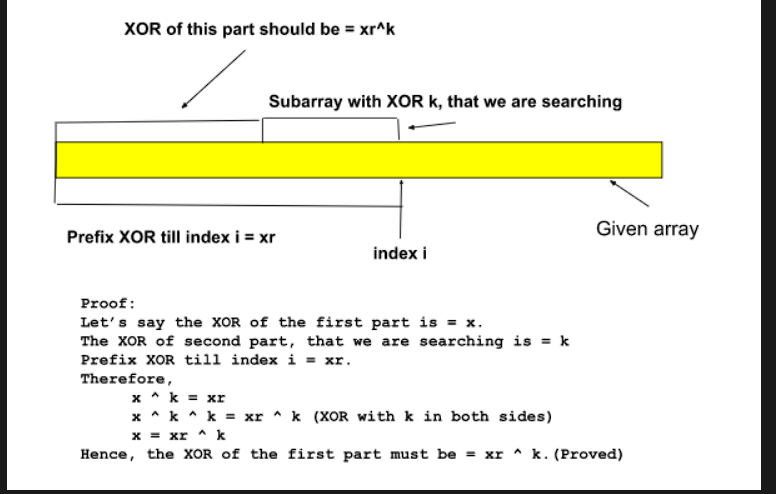 XOR of this part should be = xr^k
Subarray with XOR k, that we are searching
Given array
Prefix XOR till index i = xr
index i
Proof:
Let's say the XOR of the first part is = x.
The XOR of second part, that we are searching is = k
Prefix XOR till index i = xr.
Therefore,
x ^ k = xr
x ^ k ^ k = xr ^ k (XOR with k in both sides)
x = xr ^ k
Hence, the XOR of the first part must be = xr ^ k.(Proved)